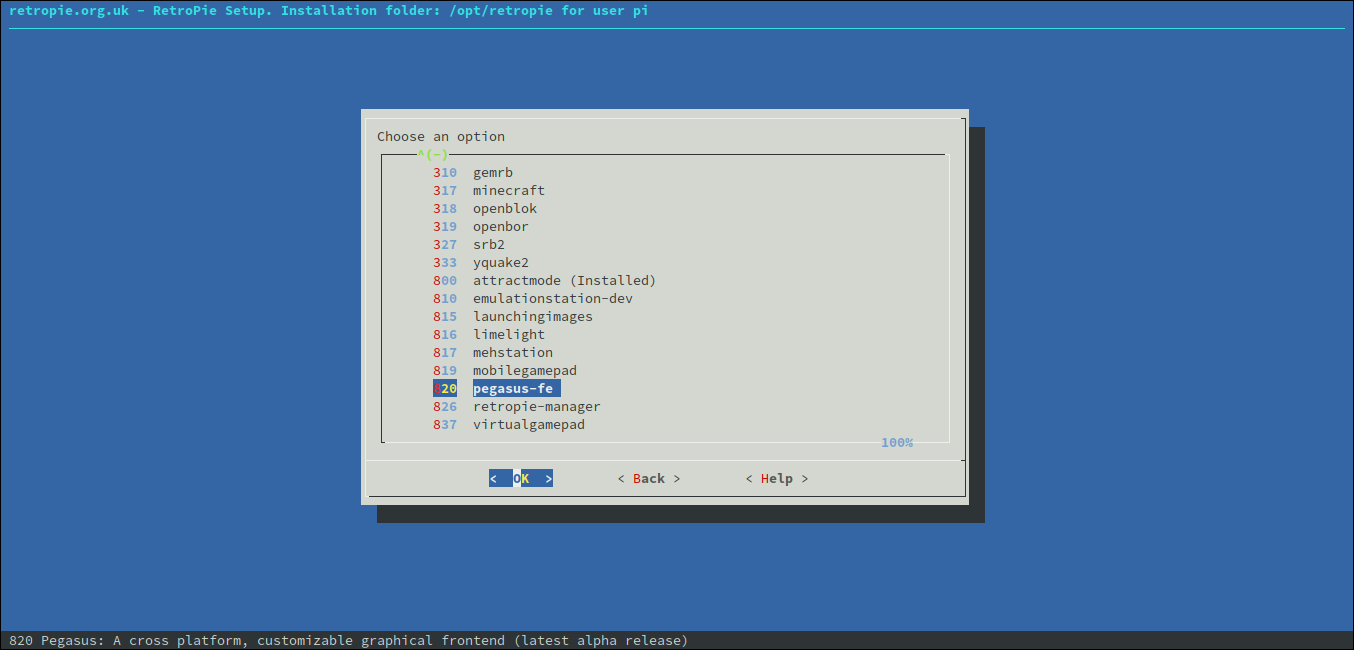 retropie.org.uk - RetroPie Setup. Installation folder: /opt/retropie for user pi
Choose an option
^(-)
310 gemrb
317 minecraft
318 openblok
319 openbor
327 srb2
333 yquake2
800 attractmode (Installed)
810 emulationstation-dev
815 launchingimages
816 limelight
817 mehstation
819 mobilegamepad
820 pegasus-fe
826 retropie-manager
837 virtualgamepad
100%
< OK > < Back > < Help >
820 Pegasus: A cross platform, customizable graphical frontend (latest alpha release)